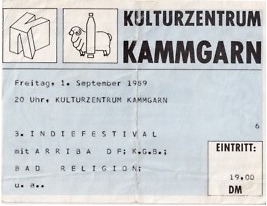 KULTURZENTRUM
KAMMGARN
Freitag, 1. September 1989
20 Uhr, KULTURZENTRUM KAMMGARN
6
3. INDIEFESTIVAL
mit ARRIBA DF; K.G.B.;
BAD RELIGION;
u. a..
EINTRITT:
19,00
DM